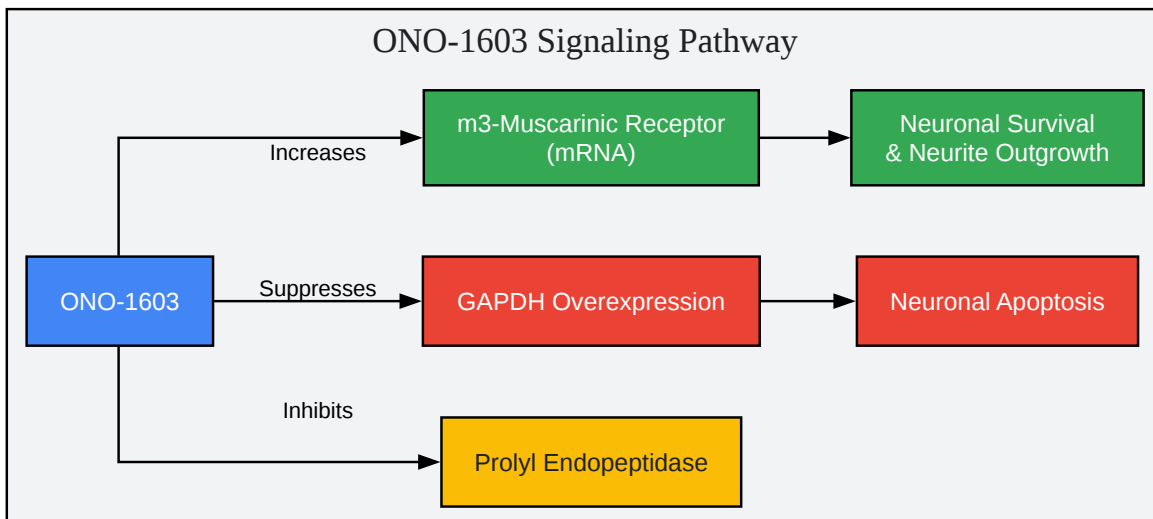 ONO-1603 Signaling Pathway
m3-Muscarinic Receptor
(mRNA)
Neuronal Survival
& Neurite Outgrowth
Increases
ONO-1603
Suppresses
GAPDH Overexpression
Neuronal Apoptosis
Inhibits
Prolyl Endopeptidase